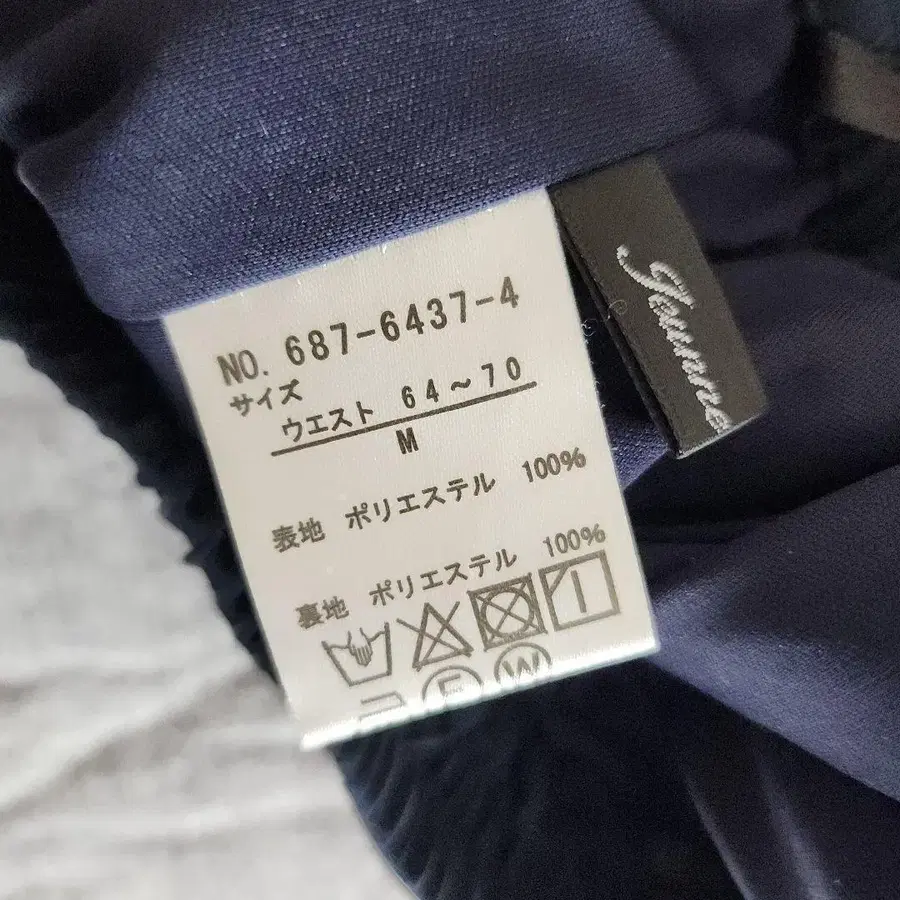 NO. 687-6437-4
サイズ
ウエスト 64～70
M
表地 ポリエステル 100%
裏地 ポリエステル 100%
F W